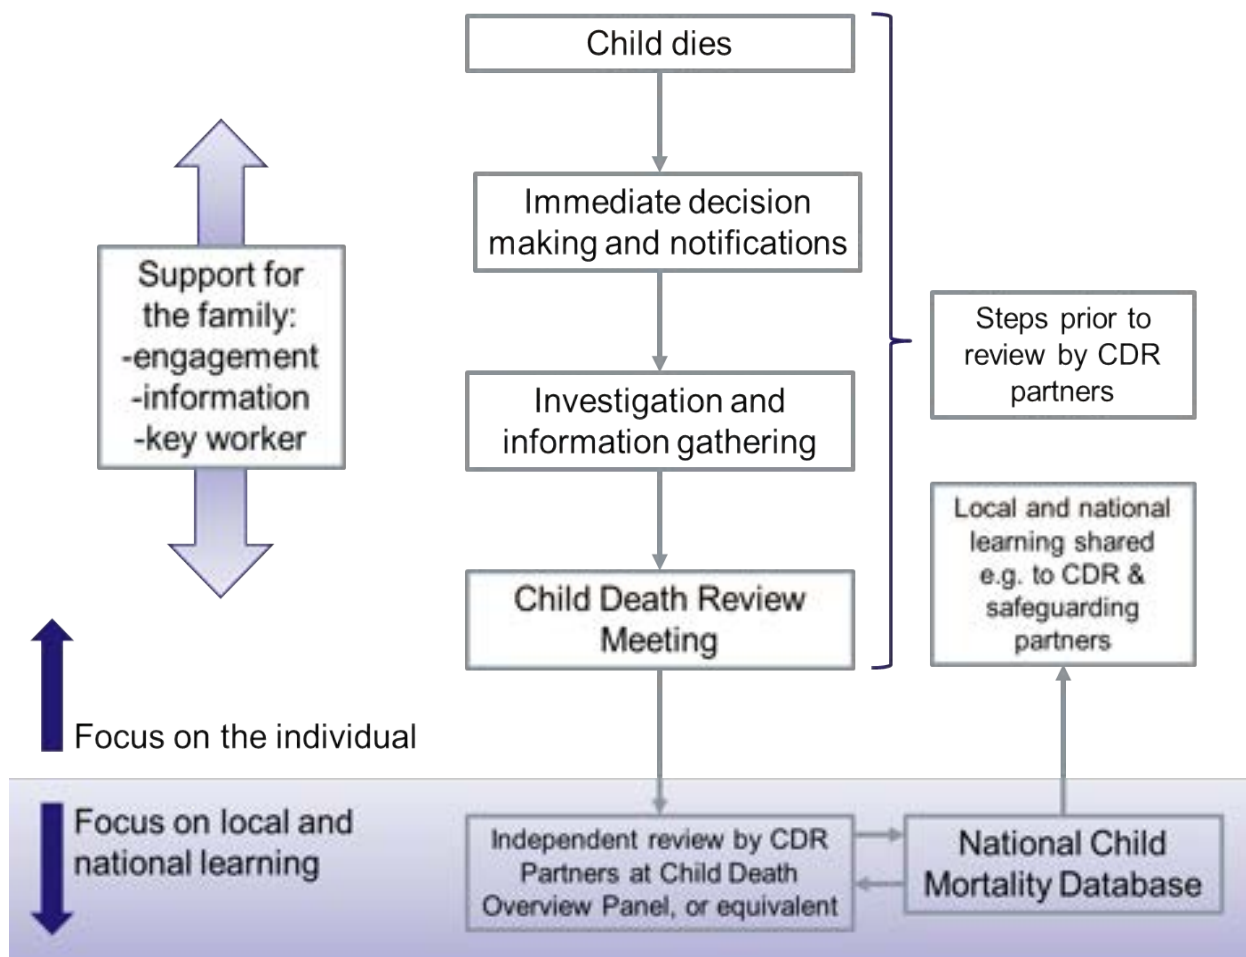 Child dies
Immediate decision
making and notifications
Support for
the family:
-engagement
-information
-key worker
Steps prior to
review by CDR
partners
Investigation and
information gathering
Local and national
learning shared
e.g. to CDR &
safeguarding
partners
Child Death Review
Meeting
Focus on the individual
Focus on local and
national learning
Independent review by CDR
Partners at Child Death
Overview Panel, or equivalent
National Child
Mortality Database